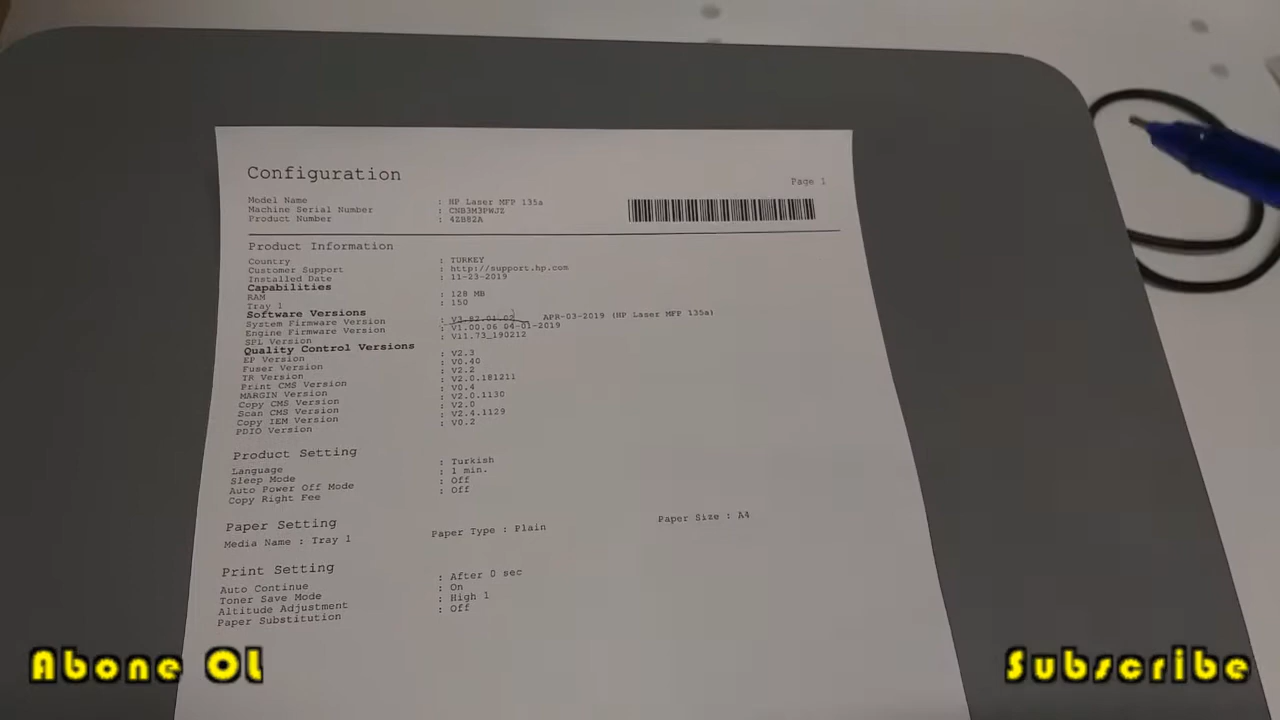 Configuration
Page 1
Model Name : HP Laser MFP 135a
Machine Serial Number : CNB3M3PWJZ
Product Number : 4ZB82A
Product Information
Country : TURKEY
Customer Support : http://support.hp.com
Installed Date : 11-23-2019
Capabilities
RAM : 128 MB
Tray 1 : 150
Software Versions
System Firmware Version : V3.82.01.02 APR-03-2019 (HP Laser MFP 135a)
Engine Firmware Version : V1.00.06 04-01-2019
SPL Version : V11.73_190212
Quality Control Versions
EP Version : V2.3
Fuser Version : V0.40
TR Version : V2.2
Print CMS Version : V2.0.181211
MARGIN Version : V0.4
Copy CMS Version : V2.0.1130
Scan CMS Version : V2.0
Copy IEM Version : V2.4.1129
PDIO Version : V0.2
Product Setting
Language : Turkish
Sleep Mode : 1 min.
Auto Power Off Mode : Off
Copy Right Fee : Off
Paper Setting
Media Name : Tray 1 Paper Type : Plain Paper Size : A4
Print Setting
Auto Continue : After 0 sec
Toner Save Mode : On
Altitude Adjustment : High 1
Paper Substitution : Off
Abone OL
Subscribe